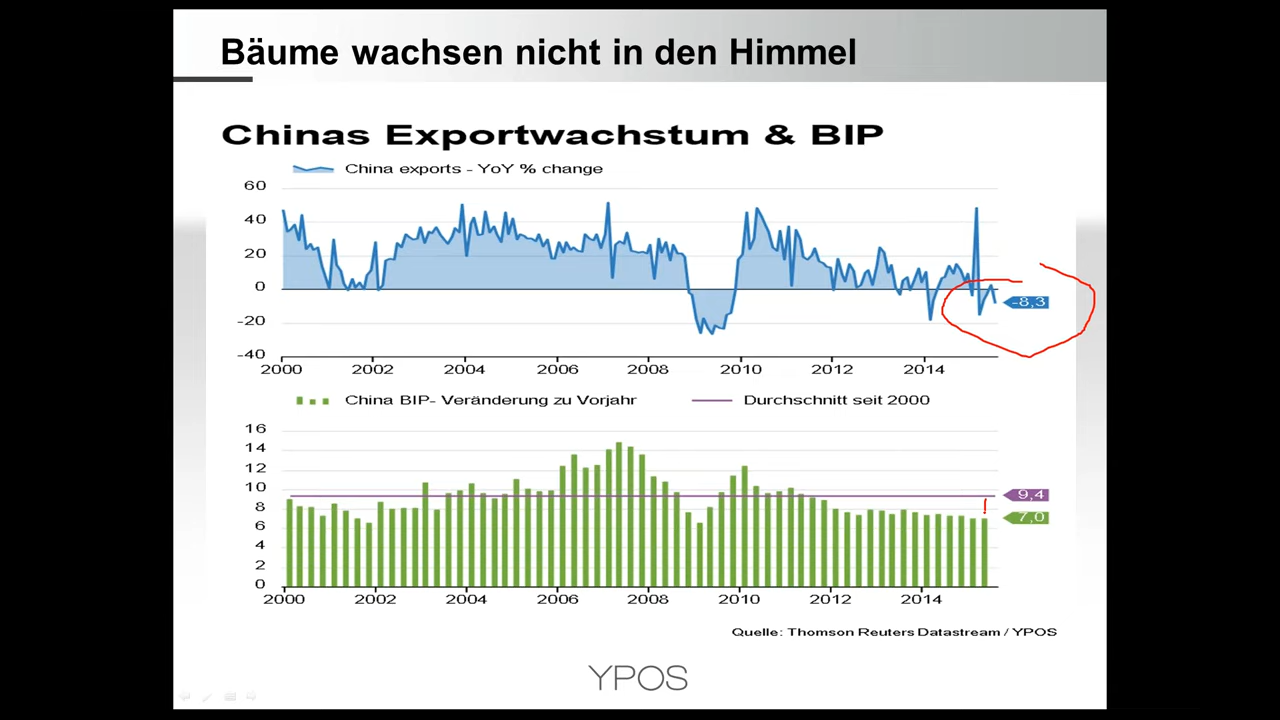 Bäume wachsen nicht in den Himmel
Chinas Exportwachstum & BIP
China exports - YoY % change
60
40
20
0
-20
-40
-8,3
2000 2002 2004 2006 2008 2010 2012 2014
China BIP- Veränderung zu Vorjahr Durchschnitt seit 2000
16
14
12
10
8
6
4
2
0
9,4
7,0
2000 2002 2004 2006 2008 2010 2012 2014
Quelle: Thomson Reuters Datastream / YPOS
YPOS